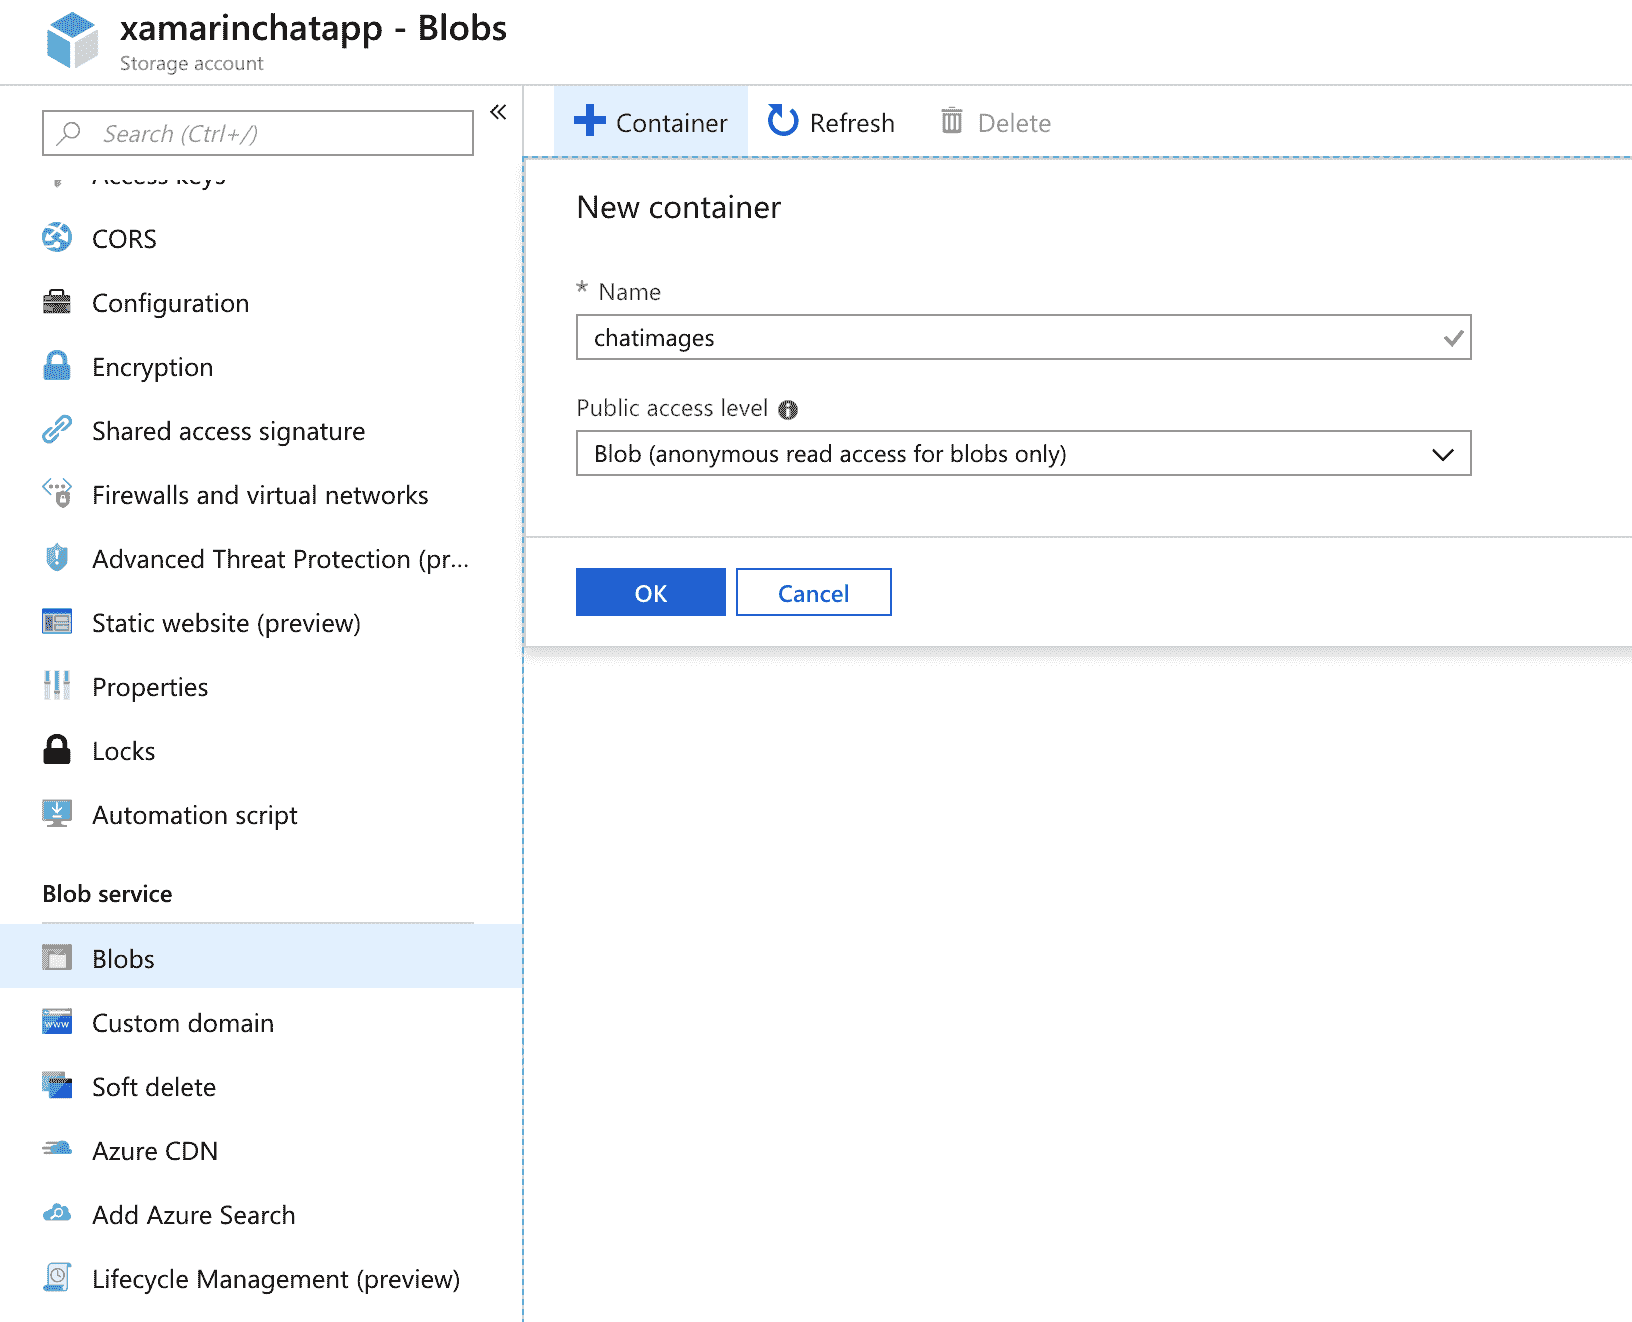 xamarinchatapp - Blobs
Storage account
Search (Ctrl+/)
«
Container
Refresh
Delete
Access keys
CORS
Configuration
Encryption
Shared access signature
Firewalls and virtual networks
Advanced Threat Protection (pr...
Static website (preview)
Properties
Locks
Automation script
Blob service
Blobs
www
Custom domain
Soft delete
Azure CDN
Add Azure Search
Lifecycle Management (preview)
New container
* Name
chatimages
Public access level
Blob (anonymous read access for blobs only)
OK
Cancel